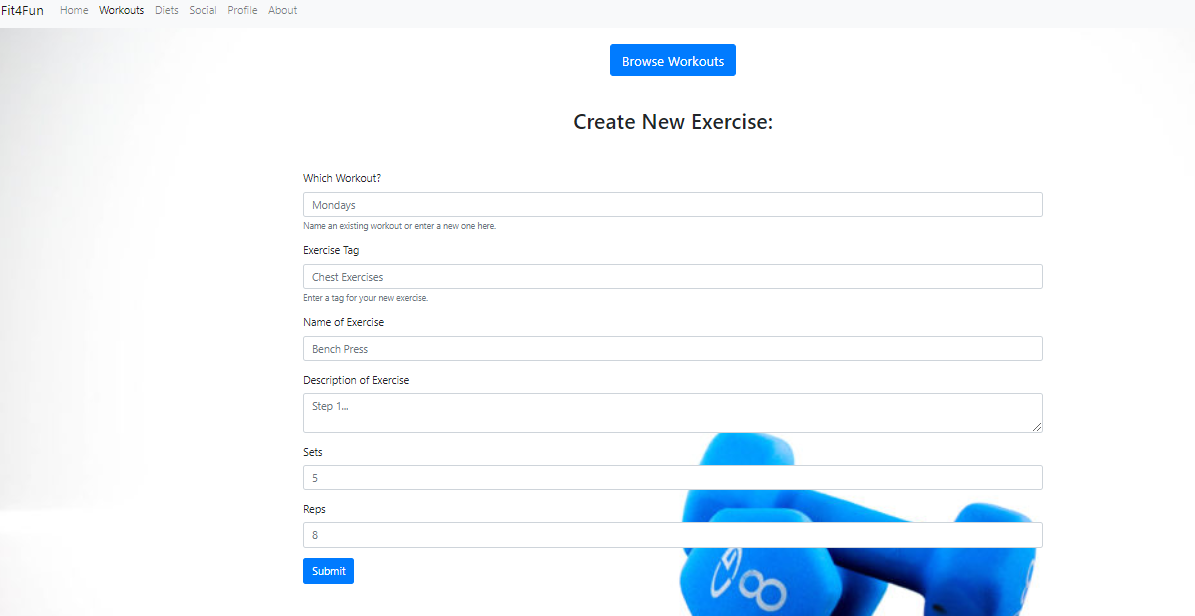 Fit4Fun Home Workouts Diets Social Profile About
Browse Workouts
Create New Exercise:
Which Workout?
Mondays
Name an existing workout or enter a new one here.
Exercise Tag
Chest Exercises
Enter a tag for your new exercise.
Name of Exercise
Bench Press
Description of Exercise
Step 1...
Sets
5
Reps
8
Submit
8